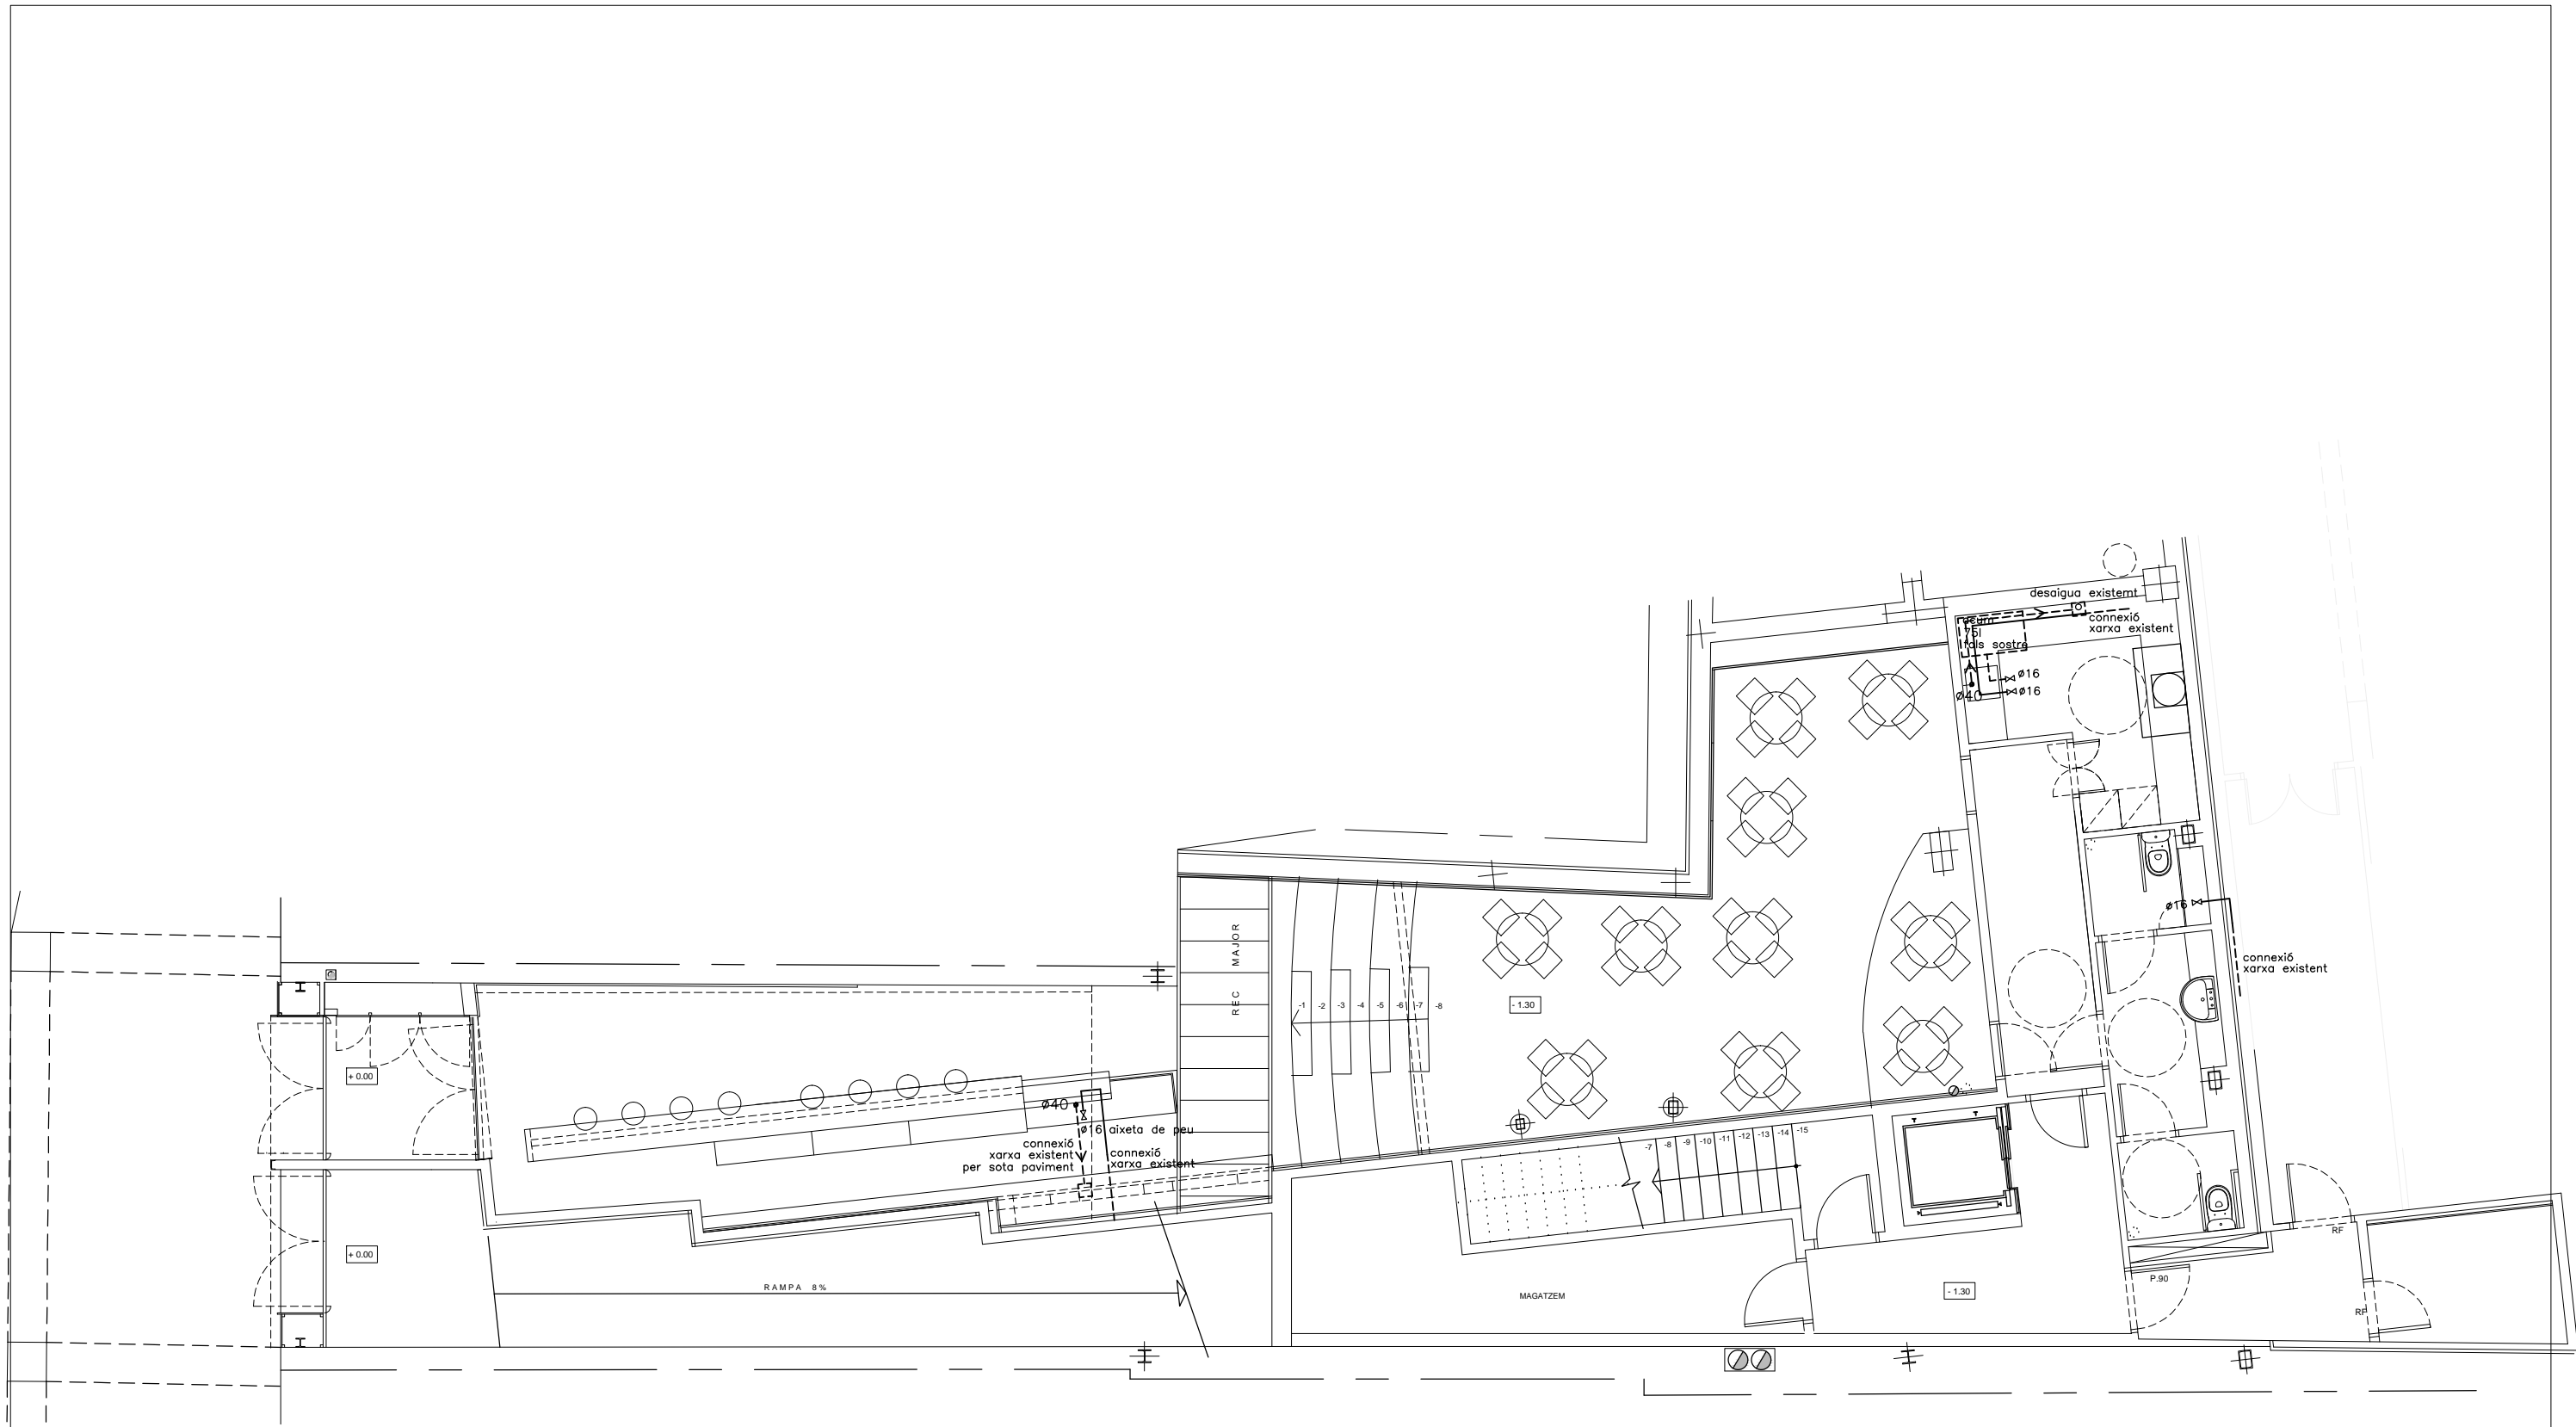 desaigua existemt
acum
75l
fals sostre
connexió
xarxa existent
ø16
ø16
ø40
ø16
connexió
xarxa existent
REC MAJOR
-1
-2
-3
-4
-5
-6
-7
-8
- 1.30
+ 0.00
ø40
ø16 aixeta de peu
connexió
xarxa existent
per sota paviment
connexió
xarxa existent
-7
-8
-9
-10
-11
-12
-13
-14
-15
+ 0.00
RAMPA 8%
MAGATZEM
- 1.30
P.90
RF
RF